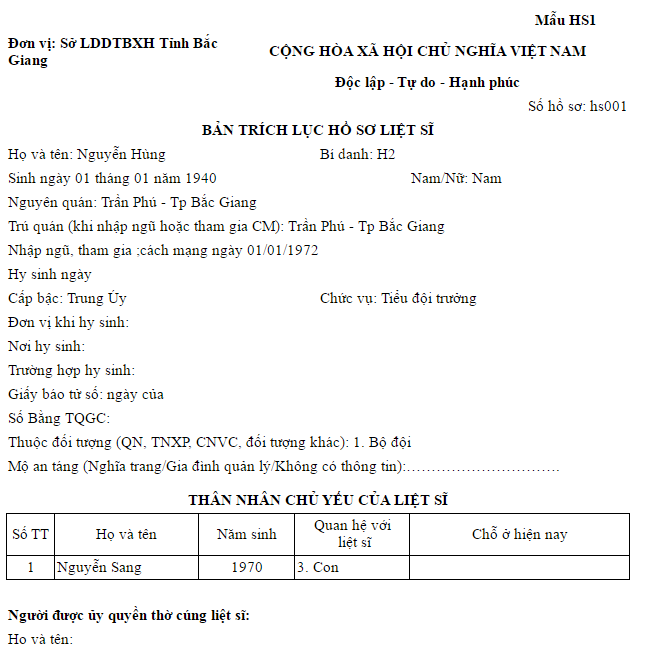 Mẫu HS1
Đơn vị: Sở LDDTBXH Tỉnh Bắc
Giang
CỘNG HÒA XÃ HỘI CHỦ NGHĨA VIỆT NAM
Độc lập - Tự do - Hạnh phúc
Số hồ sơ: hs001
BẢN TRÍCH LỤC HỒ SƠ LIỆT SĨ
Họ và tên: Nguyễn Hùng Bí danh: H2
Sinh ngày 01 tháng 01 năm 1940 Nam/Nữ: Nam
Nguyên quán: Trần Phú - Tp Bắc Giang
Trú quán (khi nhập ngũ hoặc tham gia CM): Trần Phú - Tp Bắc Giang
Nhập ngũ, tham gia ;cách mạng ngày 01/01/1972
Hy sinh ngày
Cấp bậc: Trung Úy Chức vụ: Tiểu đội trưởng
Đơn vị khi hy sinh:
Nơi hy sinh:
Trường hợp hy sinh:
Giấy báo tử số: ngày của
Số Bằng TQGC:
Thuộc đối tượng (QN, TNXP, CNVC, đối tượng khác): 1. Bộ đội
Mộ an táng (Nghĩa trang/Gia đình quản lý/Không có thông tin):………………………….
THÂN NHÂN CHỦ YẾU CỦA LIỆT SĨ
Số TT Họ và tên Năm sinh Quan hệ với liệt sĩ Chỗ ở hiện nay
1 Nguyễn Sang 1970 3. Con
Người được ủy quyền thờ cúng liệt sĩ:
Họ và tên: